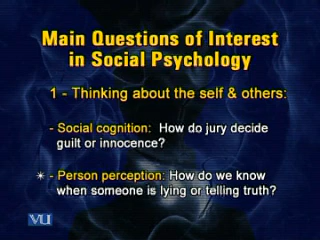 Main Questions of Interest
in Social Psychology
1 - Thinking about the self & others:
- Social cognition: How do jury decide
guilt or innocence?
✴ - Person perception: How do we know
when someone is lying or telling truth?
VU